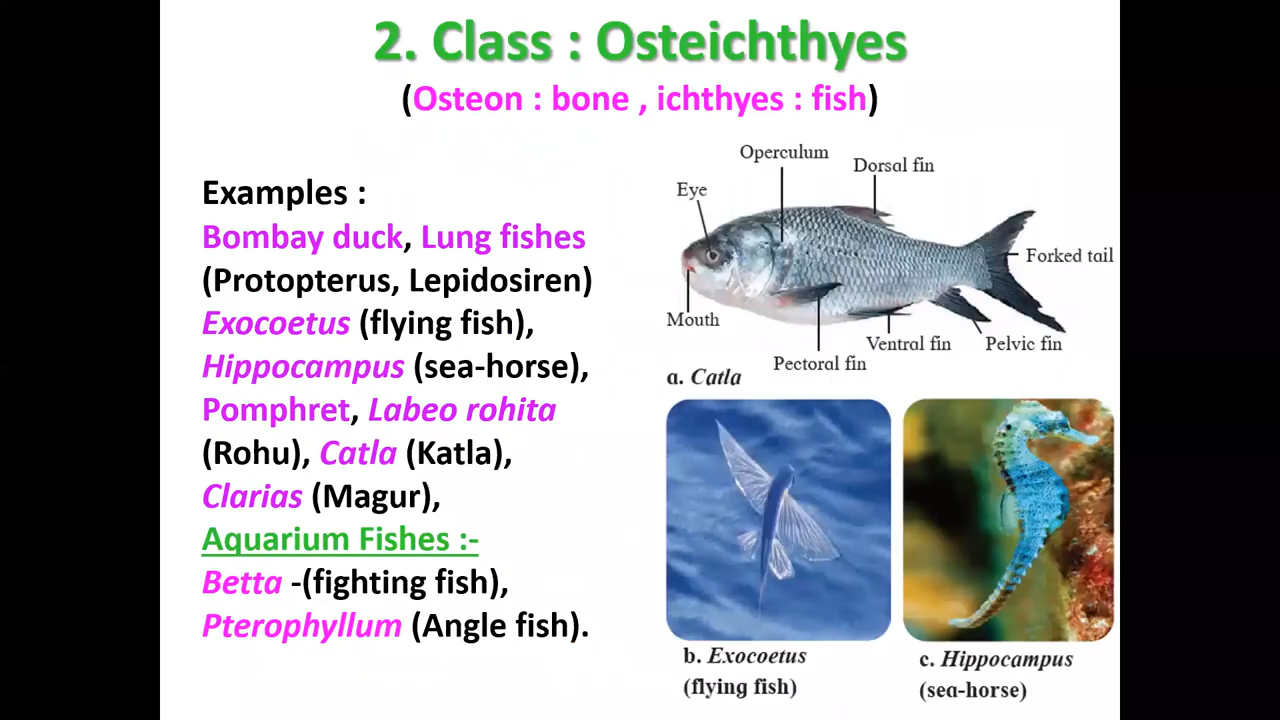 2. Class : Osteichthyes
(Osteon : bone , ichthyes : fish)
Examples :
Bombay duck, Lung fishes
(Protopterus, Lepidosiren)
Exocoetus (flying fish),
Hippocampus (sea-horse),
Pomphret, Labeo rohita
(Rohu), Catla (Katla),
Clarias (Magur),
Aquarium Fishes :-
Betta -(fighting fish),
Pterophyllum (Angle fish).
Operculum
Dorsal fin
Eye
Forked tail
Mouth
Ventral fin
Pelvic fin
Pectoral fin
a. Catla
b. Exocoetus
(flying fish)
c. Hippocampus
(sea-horse)